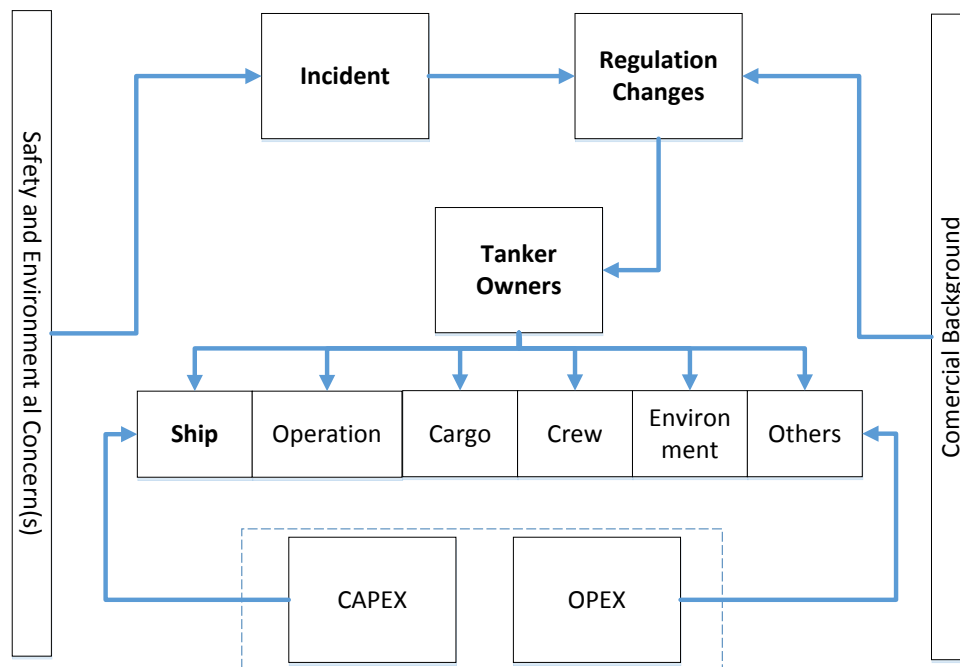 Safety and Environment al Concern(s)
Incident
Regulation
Changes
Tanker
Owners
Ship
Operation
Cargo
Crew
Environ
ment
Others
CAPEX
OPEX
Comercial Background